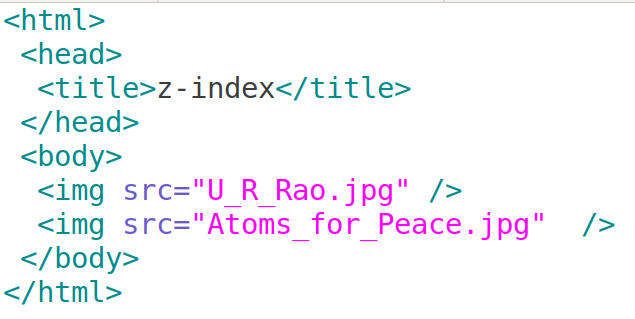 <html>
 <head>
  <title>z-index</title>
 </head>
 <body>
  <img src="U_R_Rao.jpg" />
  <img src="Atoms_for_Peace.jpg"  />
 </body>
</html>